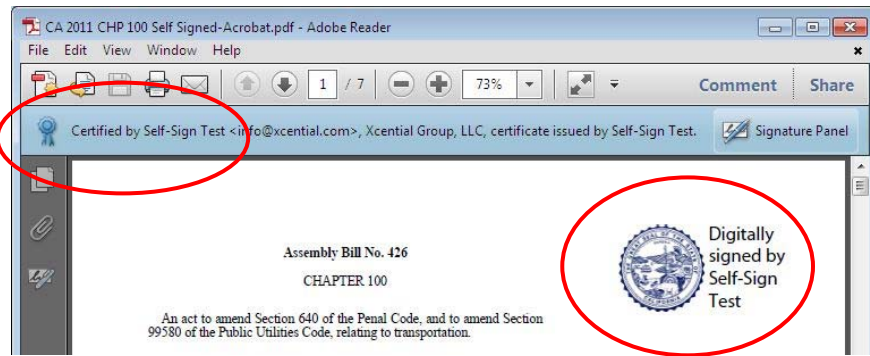 CA 2011 CHP 100 Self Signed-Acrobat.pdf - Adobe Reader
File Edit View Window Help
1 / 7 73% Comment Share
Certified by Self-Sign Test <info@xcential.com>, Xcential Group, LLC, certificate issued by Self-Sign Test. Signature Panel
Digitally
signed by
Self-Sign
Test
Assembly Bill No. 426
CHAPTER 100
An act to amend Section 640 of the Penal Code, and to amend Section
99580 of the Public Utilities Code, relating to transportation.